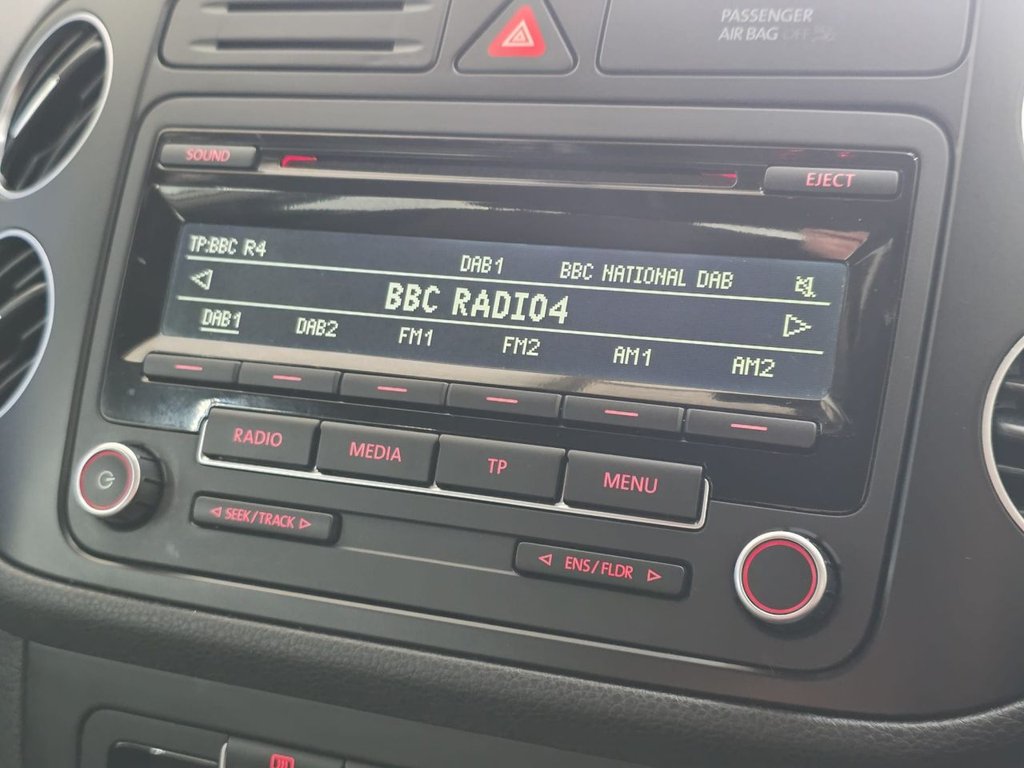 PASSENGER
AIR BAG OFF
SOUND
EJECT
TP:BBC R4
DAB1
BBC NATIONAL DAB
BBC RADIO4
DAB1 DAB2 FM1 FM2 AM1 AM2
RADIO MEDIA TP MENU
SEEK/TRACK
ENS/FLDR